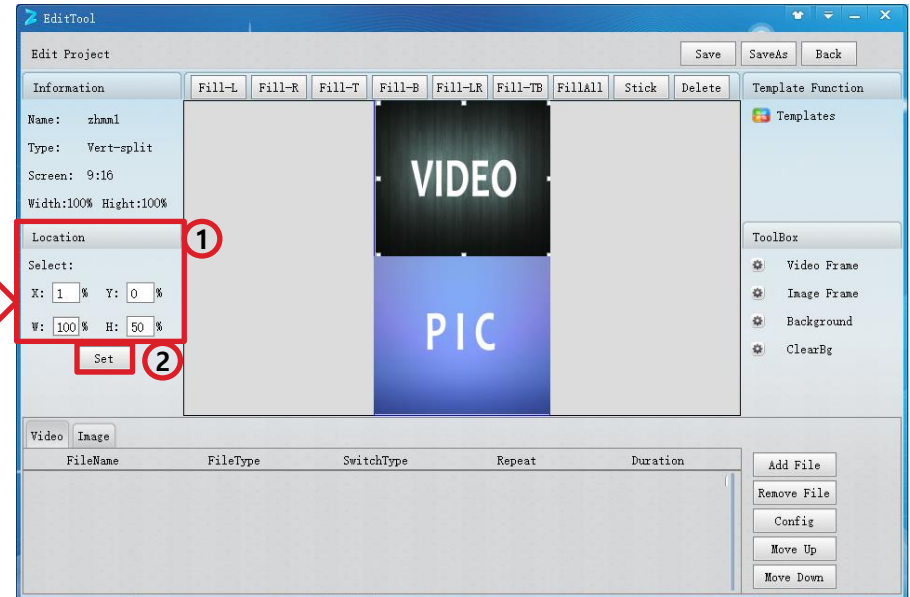 EditTool
Edit Project
Save SaveAs Back
Information
Fill-L Fill-R Fill-T Fill-B Fill-LR Fill-TB FillAll Stick Delete
Template Function
Name: zhmm1
Type: Vert-split
Screen: 9:16
Width:100% Hight:100%
Templates
VIDEO
Location
1
Select:
X: 1 % Y: 0 %
W: 100 % H: 50 %
Set
2
PIC
ToolBox
Video Frame
Image Frame
Background
ClearBg
Video Image
FileName FileType SwitchType Repeat Duration
Add File
Remove File
Config
Move Up
Move Down